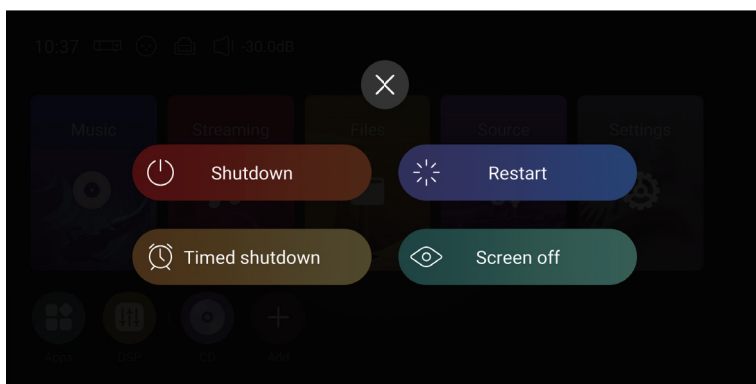 10:37 -30.0dB
Music Streaming Files Source Settings
Shutdown Restart
Timed shutdown Screen off
Apps DSP CD Add